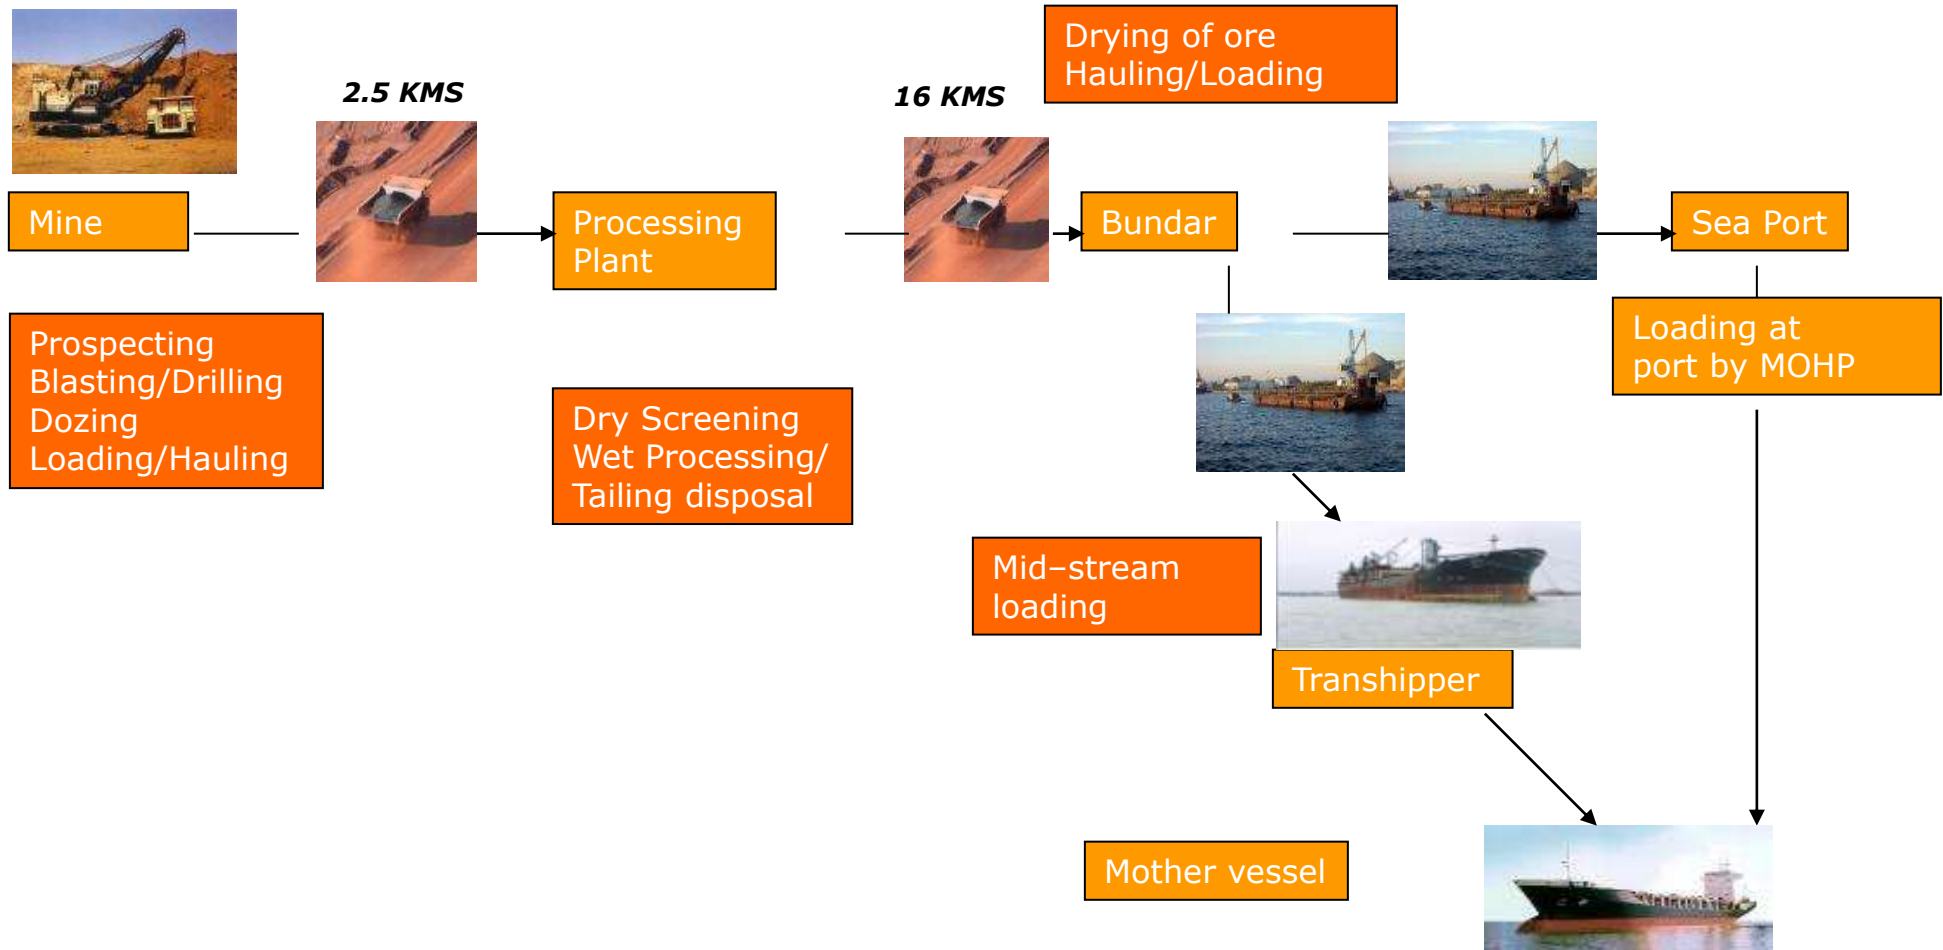 Drying of ore
Hauling/Loading
2.5 KMS
16 KMS
Mine
Processing
Plant
Bundar
Sea Port
Prospecting
Blasting/Drilling
Dozing
Loading/Hauling
Dry Screening
Wet Processing/
Tailing disposal
Loading at
port by MOHP
Mid–stream
loading
Transhipper
Mother vessel